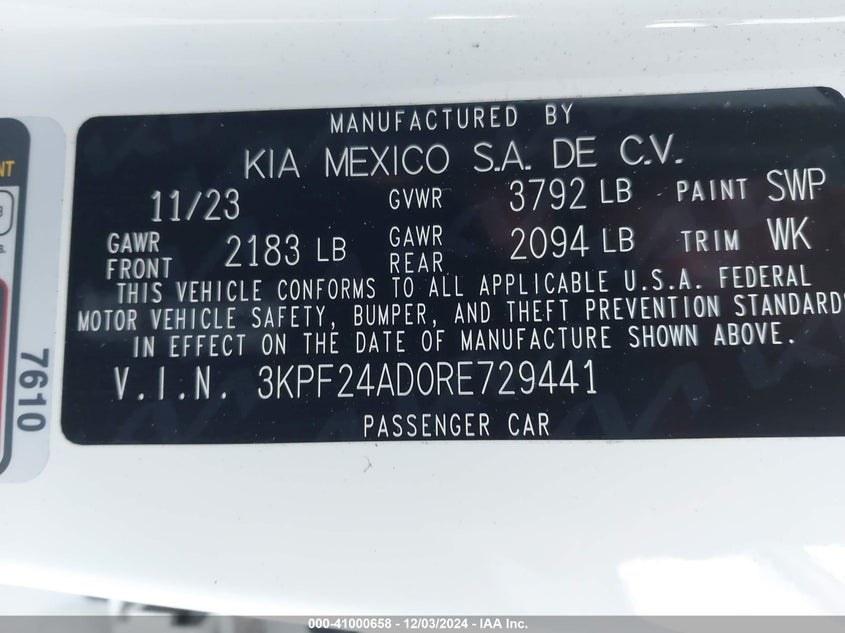 MANUFACTURED BY
KIA MEXICO S.A. DE C.V.
11/23 GVWR 3792 LB PAINT SWP
GAWR FRONT 2183 LB GAWR REAR 2094 LB TRIM WK
THIS VEHICLE CONFORMS TO ALL APPLICABLE U.S.A. FEDERAL
MOTOR VEHICLE SAFETY, BUMPER, AND THEFT PREVENTION STANDARDS
IN EFFECT ON THE DATE OF MANUFACTURE SHOWN ABOVE.
V.I.N. 3KPF24AD0RE729441
PASSENGER CAR
7610
000-41000658 - 12/03/2024 - IAA Inc.